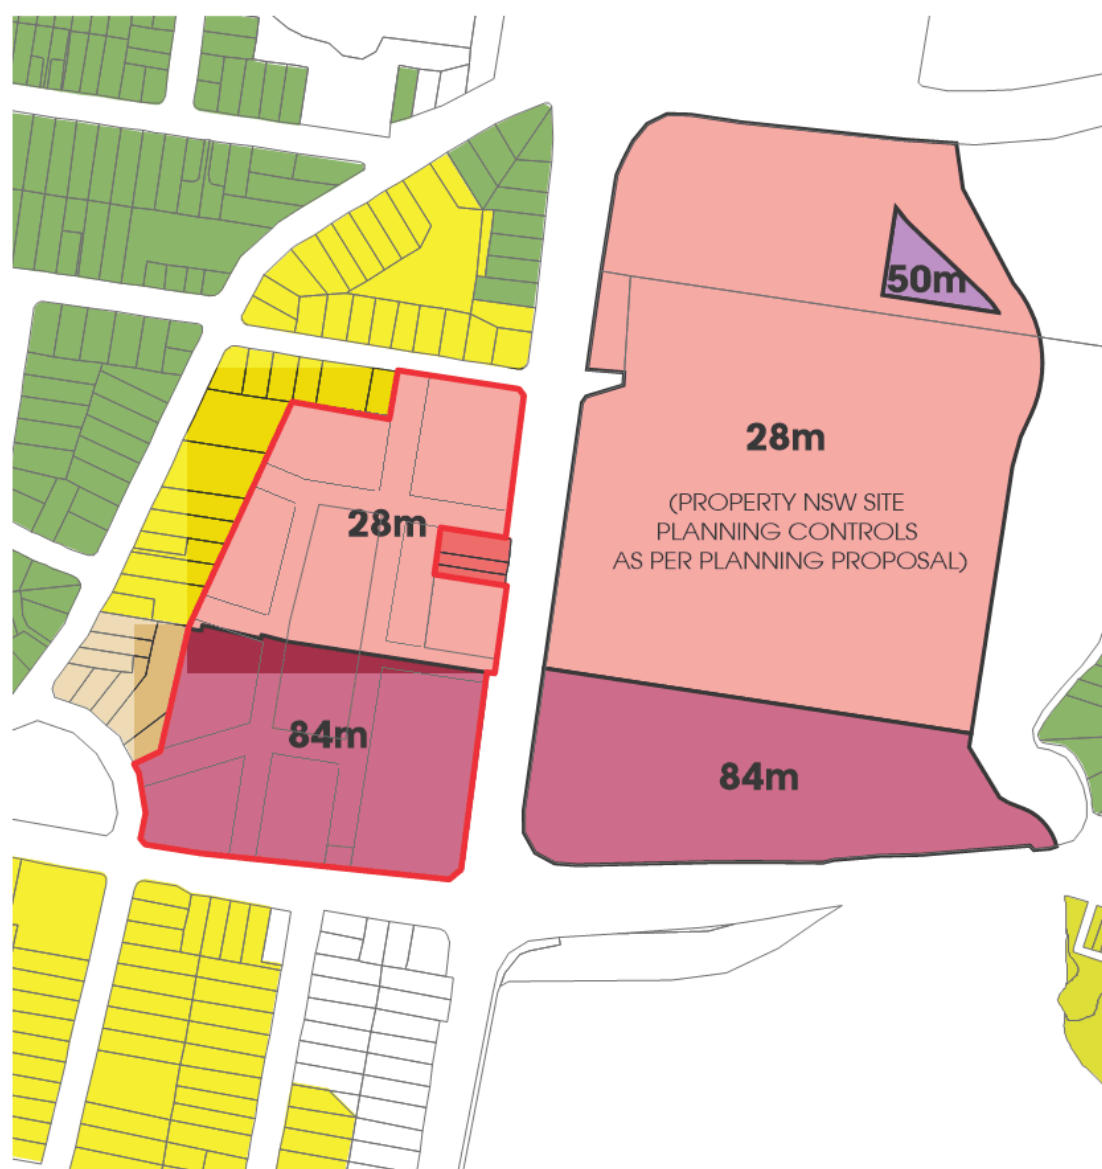 50m
28m
(PROPERTY NSW SITE
PLANNING CONTROLS
AS PER PLANNING PROPOSAL)
28m
84m
84m